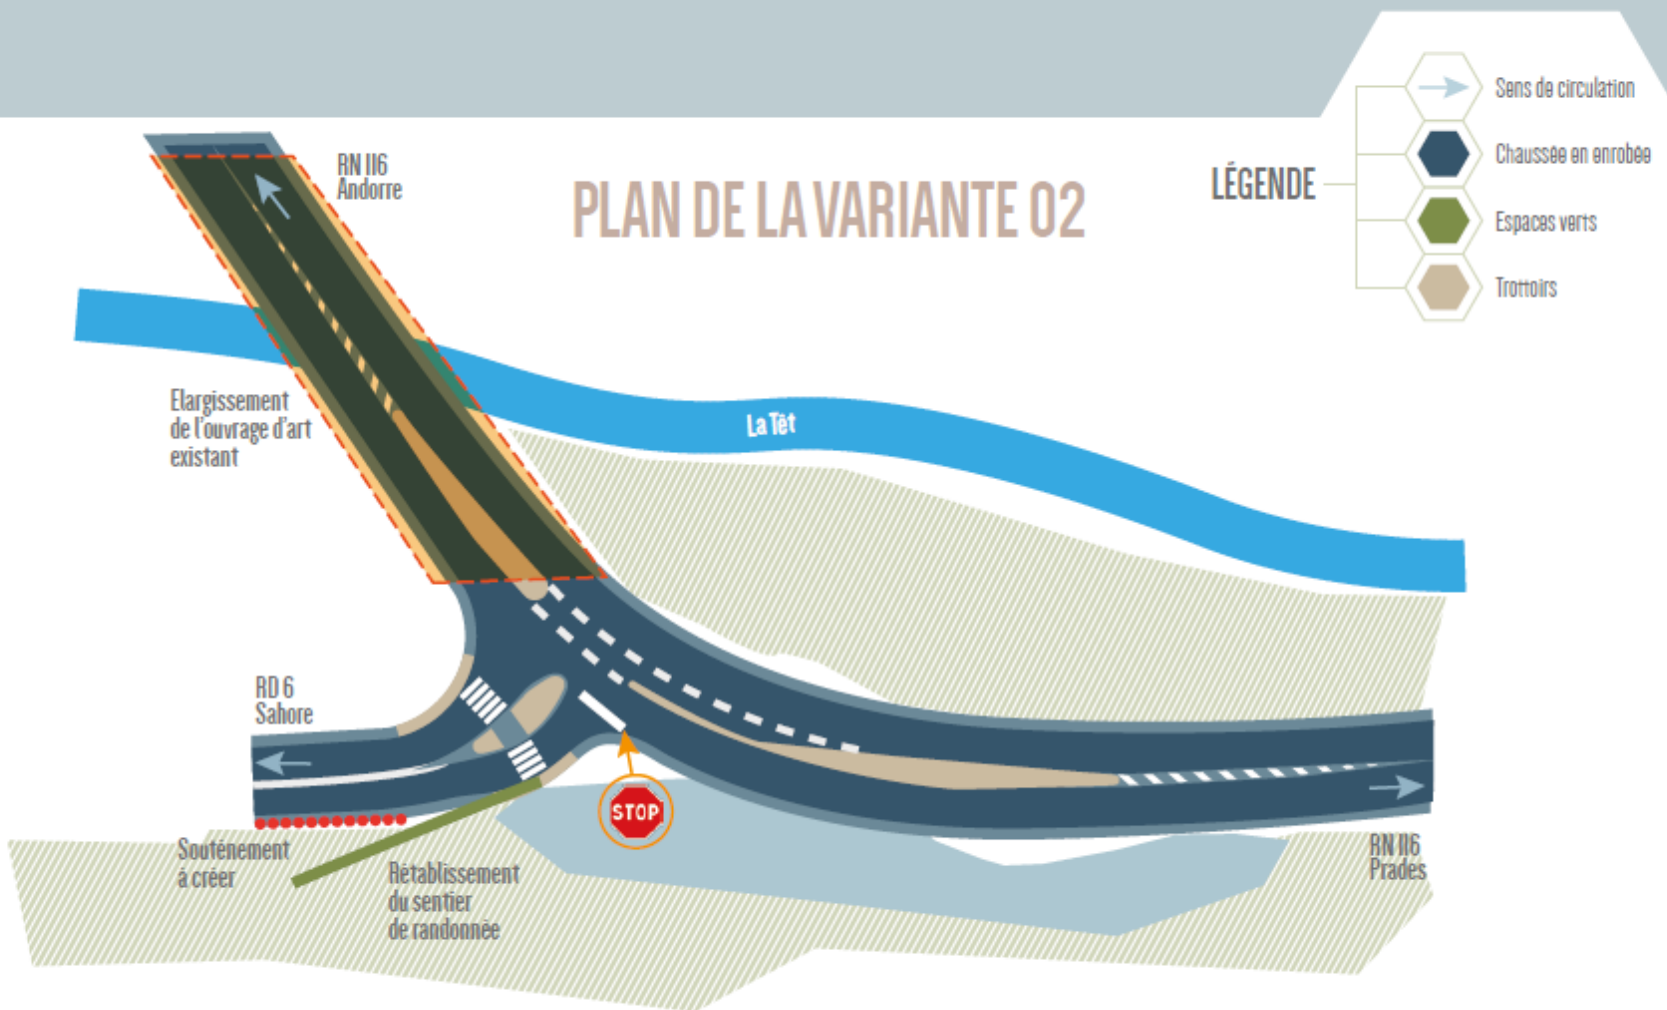 Sens de circulation
Chaussée en enrobée
LÉGENDE
Espaces verts
Trottoirs
PLAN DE LA VARIANTE 02
RN 116
Andorre
Elargissement
de l'ouvrage d'art
existant
La Têt
RD 6
Sahore
STOP
Souténement
à créer
Rétablissement
du sentier
de randonnée
RN 116
Prades